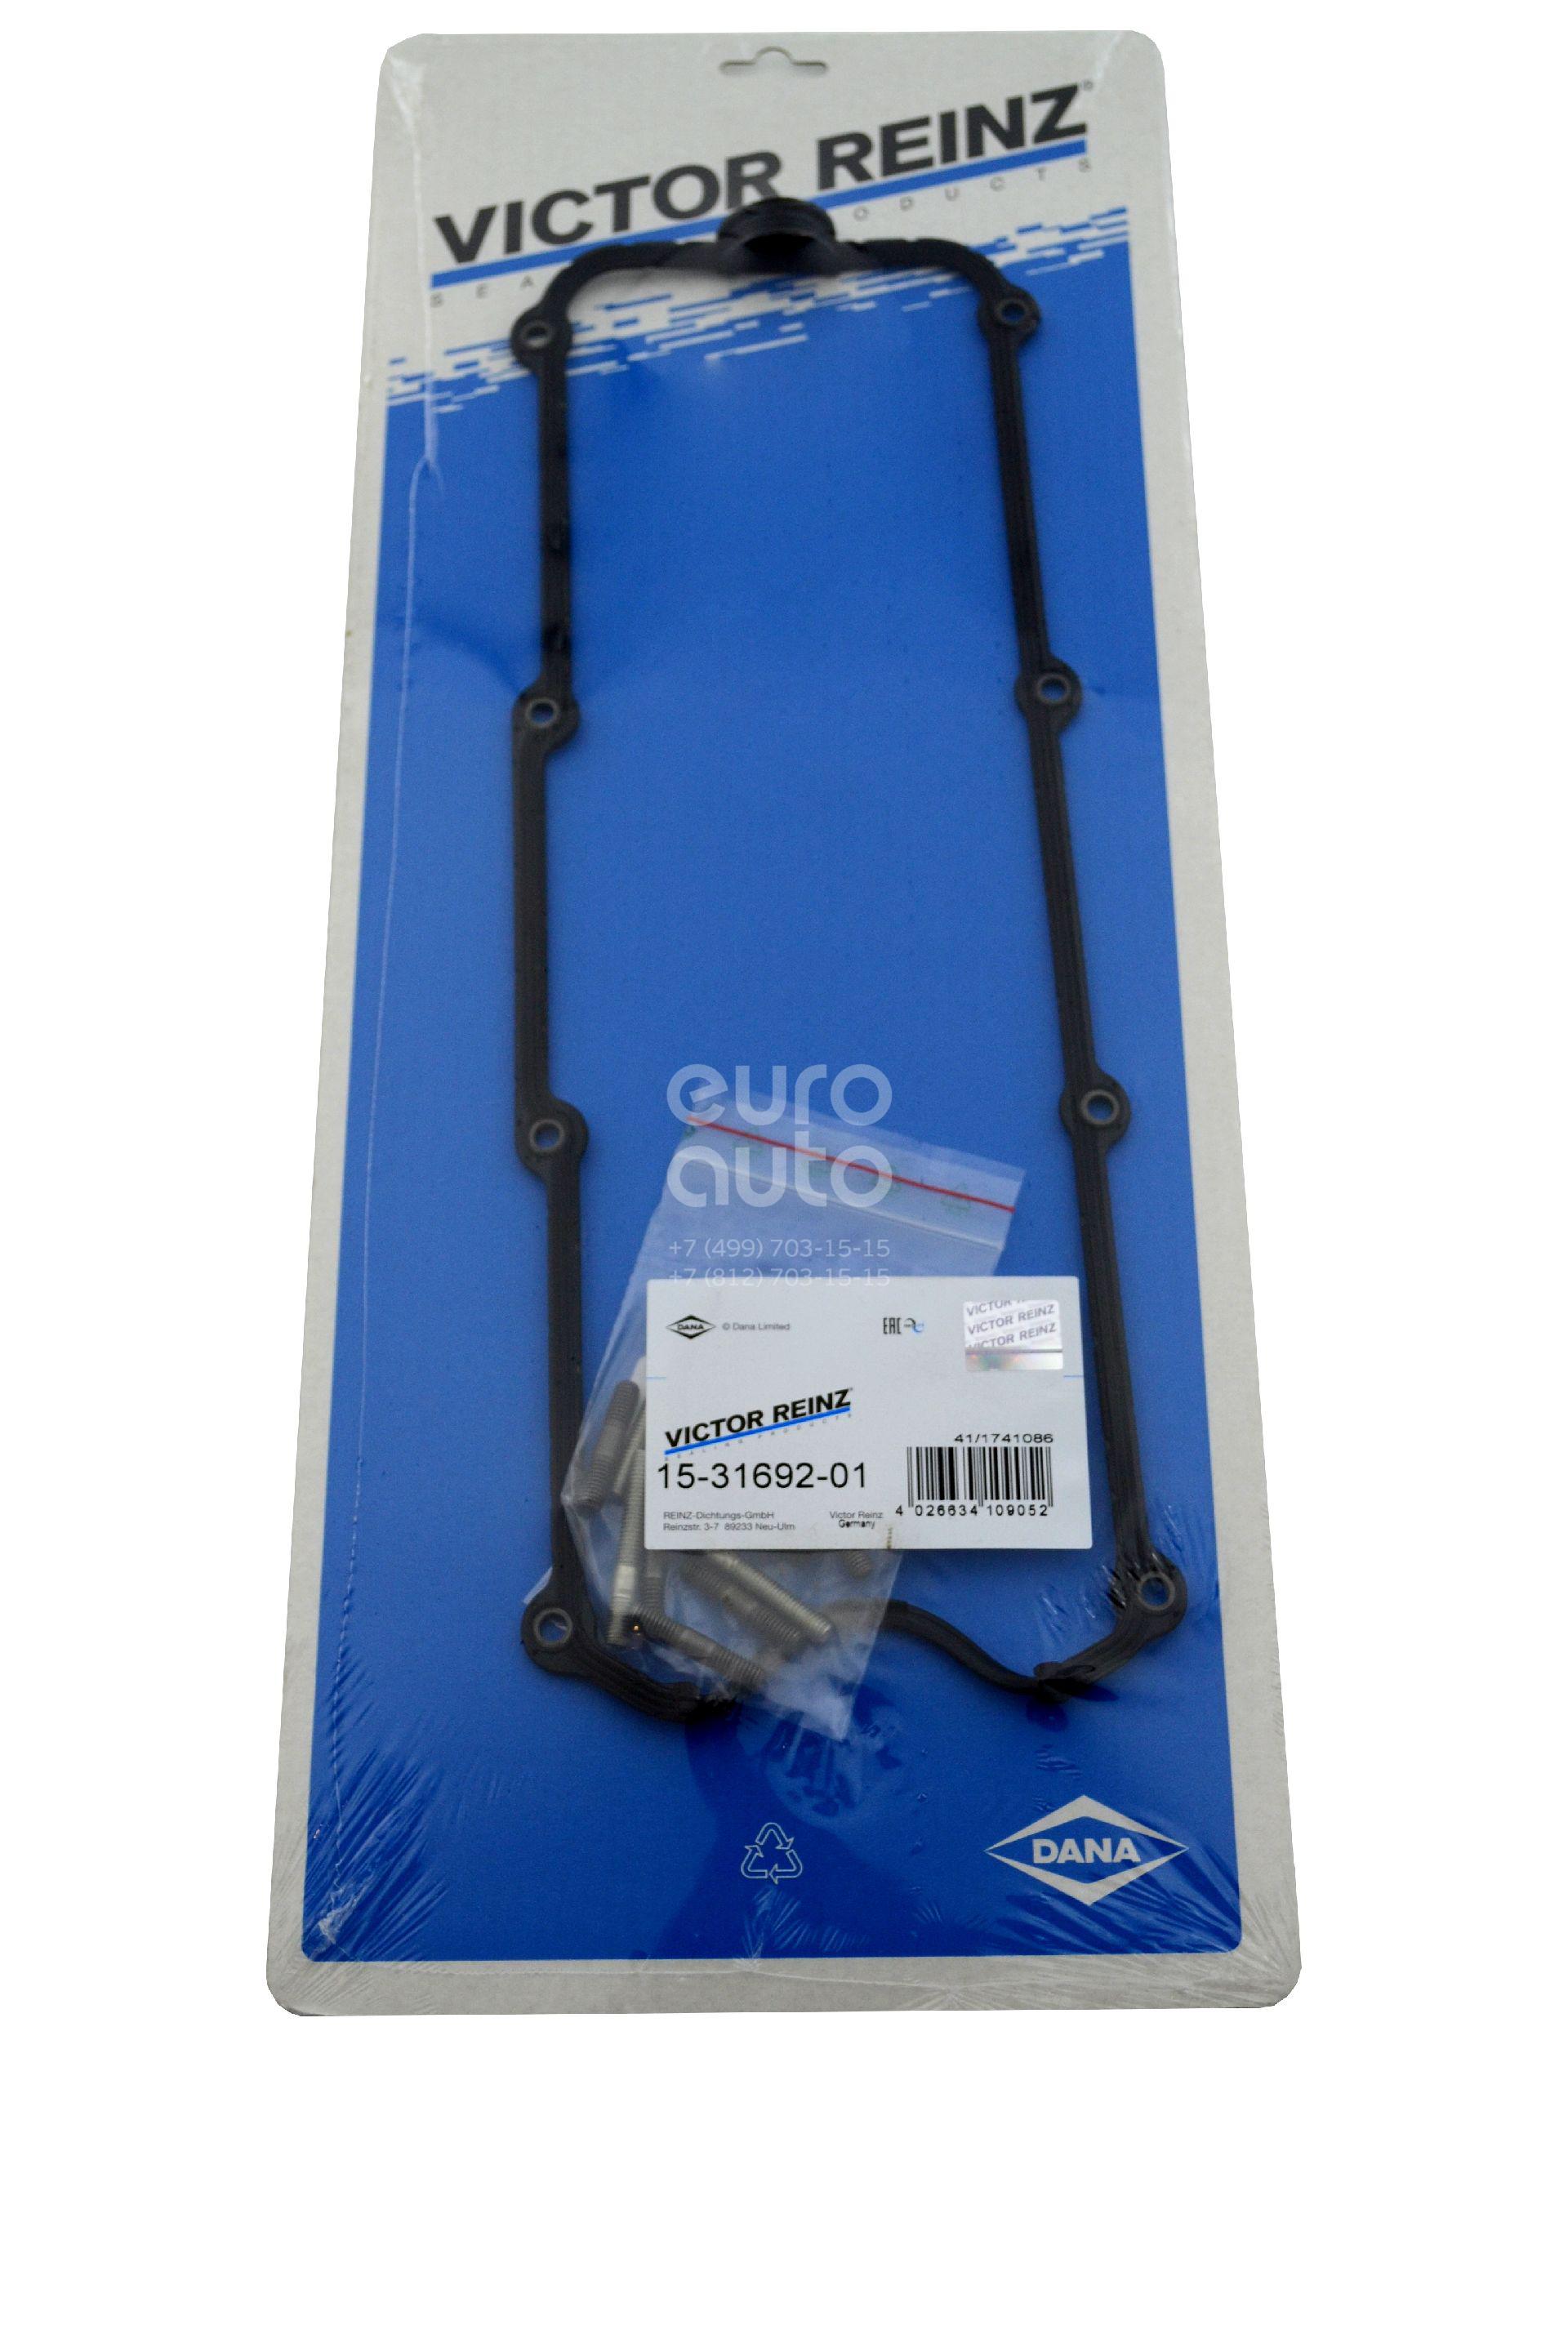 VICTOR REINZ®
SEA ODUCTS
euro
auto
+7 (499) 703-15-15
+7 (812) 703-15-15
DANA © Dana Limited EAC
VICTOR REINZ
VICTOR REINZ
VICTOR REINZ
VICTOR REINZ®
SEALING PRODUCTS
41/1741086
15-31692-01
4 026634 109052
REINZ-Dichtungs-GmbH
Reinzstr. 3-7 89233 Neu-Ulm
Victor Reinz
Germany
DANA